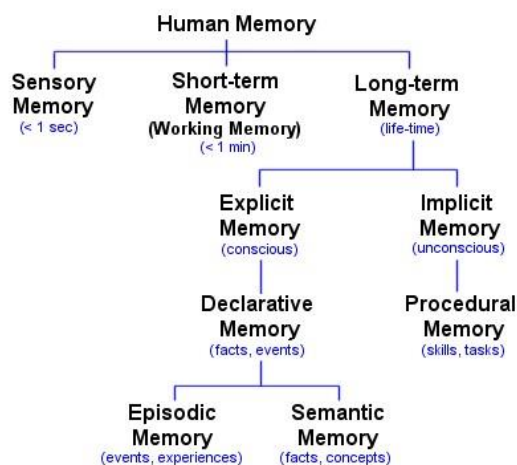 Human Memory
Sensory
Memory
(< 1 sec)
Short-term
Memory
(Working Memory)
(< 1 min)
Long-term
Memory
(life-time)
Explicit
Memory
(conscious)
Implicit
Memory
(unconscious)
Declarative
Memory
(facts, events)
Procedural
Memory
(skills, tasks)
Episodic
Memory
(events, experiences)
Semantic
Memory
(facts, concepts)